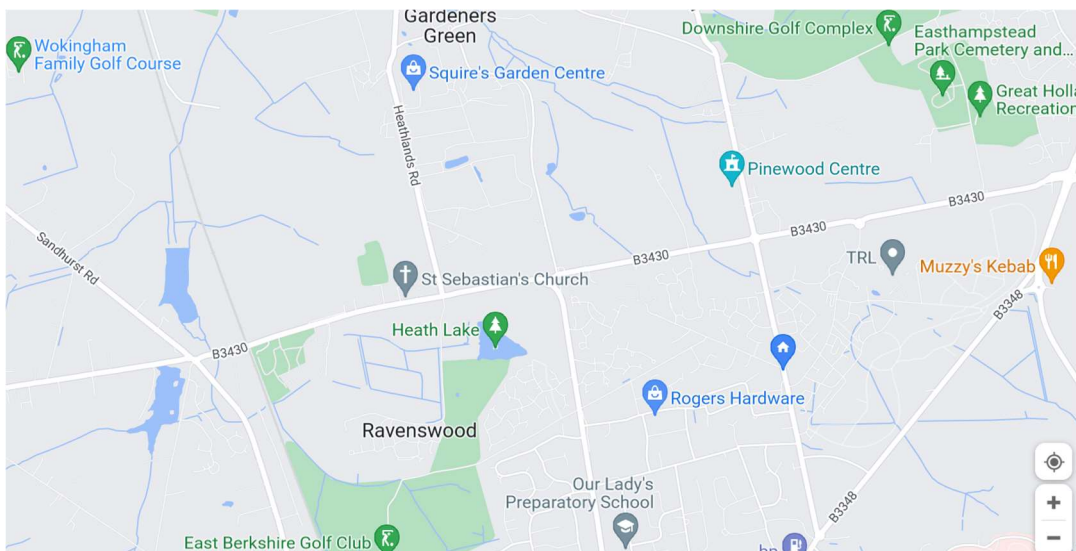 Gardeners
Green
Downshire Golf Complex
Easthampstead
Park Cemetery and...
Wokingham
Family Golf Course
Squire's Garden Centre
Great Holla
Recreation
Heathlands Rd
Pinewood Centre
B3430
B3430
Sandhurst Rd
B3430
TRL
Muzzy's Kebab
St Sebastian's Church
B3348
Heath Lake
B3430
Rogers Hardware
Ravenswood
Our Lady's
Preparatory School
B3348
East Berkshire Golf Club
bp